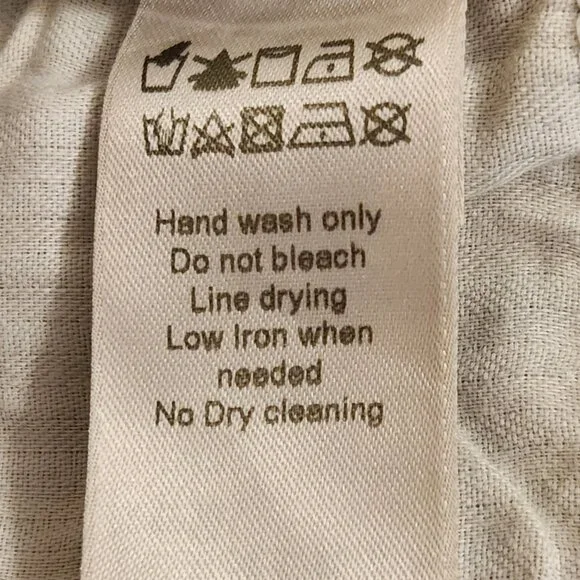 Hand wash only
Do not bleach
Line drying
Low Iron when
needed
No Dry cleaning